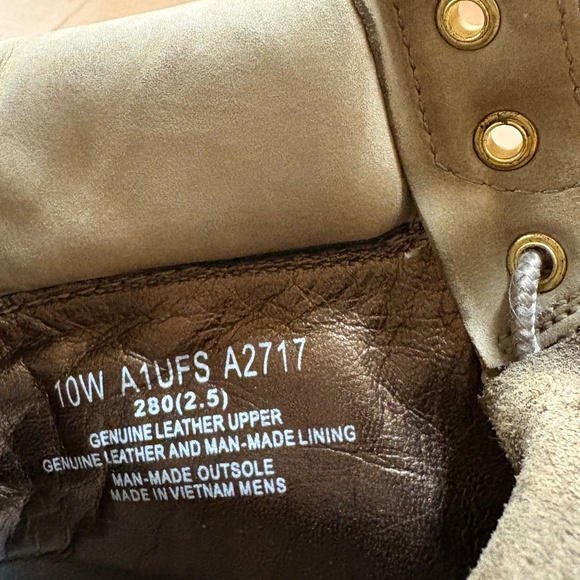 10W A1UFS A2717
280(2.5)
GENUINE LEATHER UPPER
GENUINE LEATHER AND MAN-MADE LINING
MAN-MADE OUTSOLE
MADE IN VIETNAM MENS